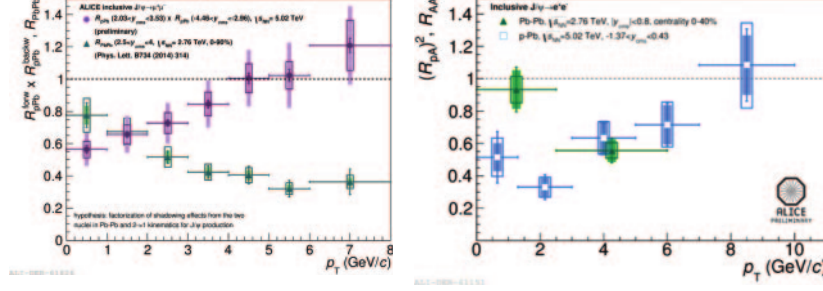 ALICE inclusive J/ψ→μ⁺μ⁻
R_pPb (2.03<y_cms<3.53) x R_pPb (-4.46<y_cms<-2.96), √s_NN= 5.02 TeV
(preliminary)
R_PbPb (2.5<y_cms<4, √s_NN= 2.76 TeV, 0-90%)
(Phys. Lett. B734 (2014) 314)
R_pPb^forw x R_pPb^backw, R_PbPb
1.4
1.2
1
0.8
0.6
0.4
0.2
0
hypothesis: factorization of shadowing effects from the two
nuclei in Pb-Pb and 2→1 kinematics for J/ψ production
0 1 2 3 4 5 6 7 8
p_T (GeV/c)
Inclusive J/ψ→e⁺e⁻
Pb-Pb, √s_NN=2.76 TeV, |y_cms|<0.8, centrality 0-40%
p-Pb, √s_NN=5.02 TeV, -1.37<y_cms<0.43
(R_pA)², R_AA
1.4
1.2
1
0.8
0.6
0.4
0.2
0 2 4 6 8 10
ALICE
PRELIMINARY
p_T (GeV/c)